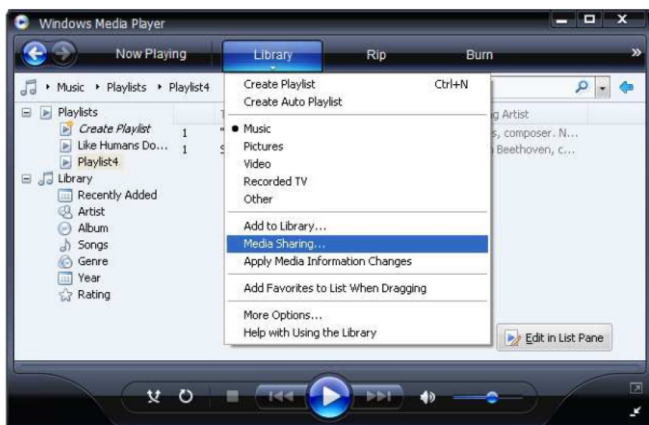 Windows Media Player
Now Playing Library Rip Burn »
Music Playlists Playlist4
Create Playlist Ctrl+N
Create Auto Playlist
Music
Pictures
Video
Recorded TV
Other
Add to Library...
Media Sharing...
Apply Media Information Changes
Add Favorites to List When Dragging
More Options...
Help with Using the Library
Playlists
Create Playlist
Like Humans Do...
Playlist4
Library
Recently Added
Artist
Album
Songs
Genre
Year
Rating
1
1
Artist
composer. N...
Beethoven, c...
Edit in List Pane